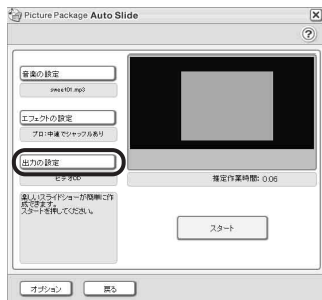 Picture Package Auto Slide
?
音楽の設定
sweet01.mp3
エフェクトの設定
プロ:中速でシャッフルあり
出力の設定
ビデオCD
推定作業時間: 0:06
楽しいスライドショーが簡単に作
成できます。
スタートを押してください。
スタート
オプション
戻る